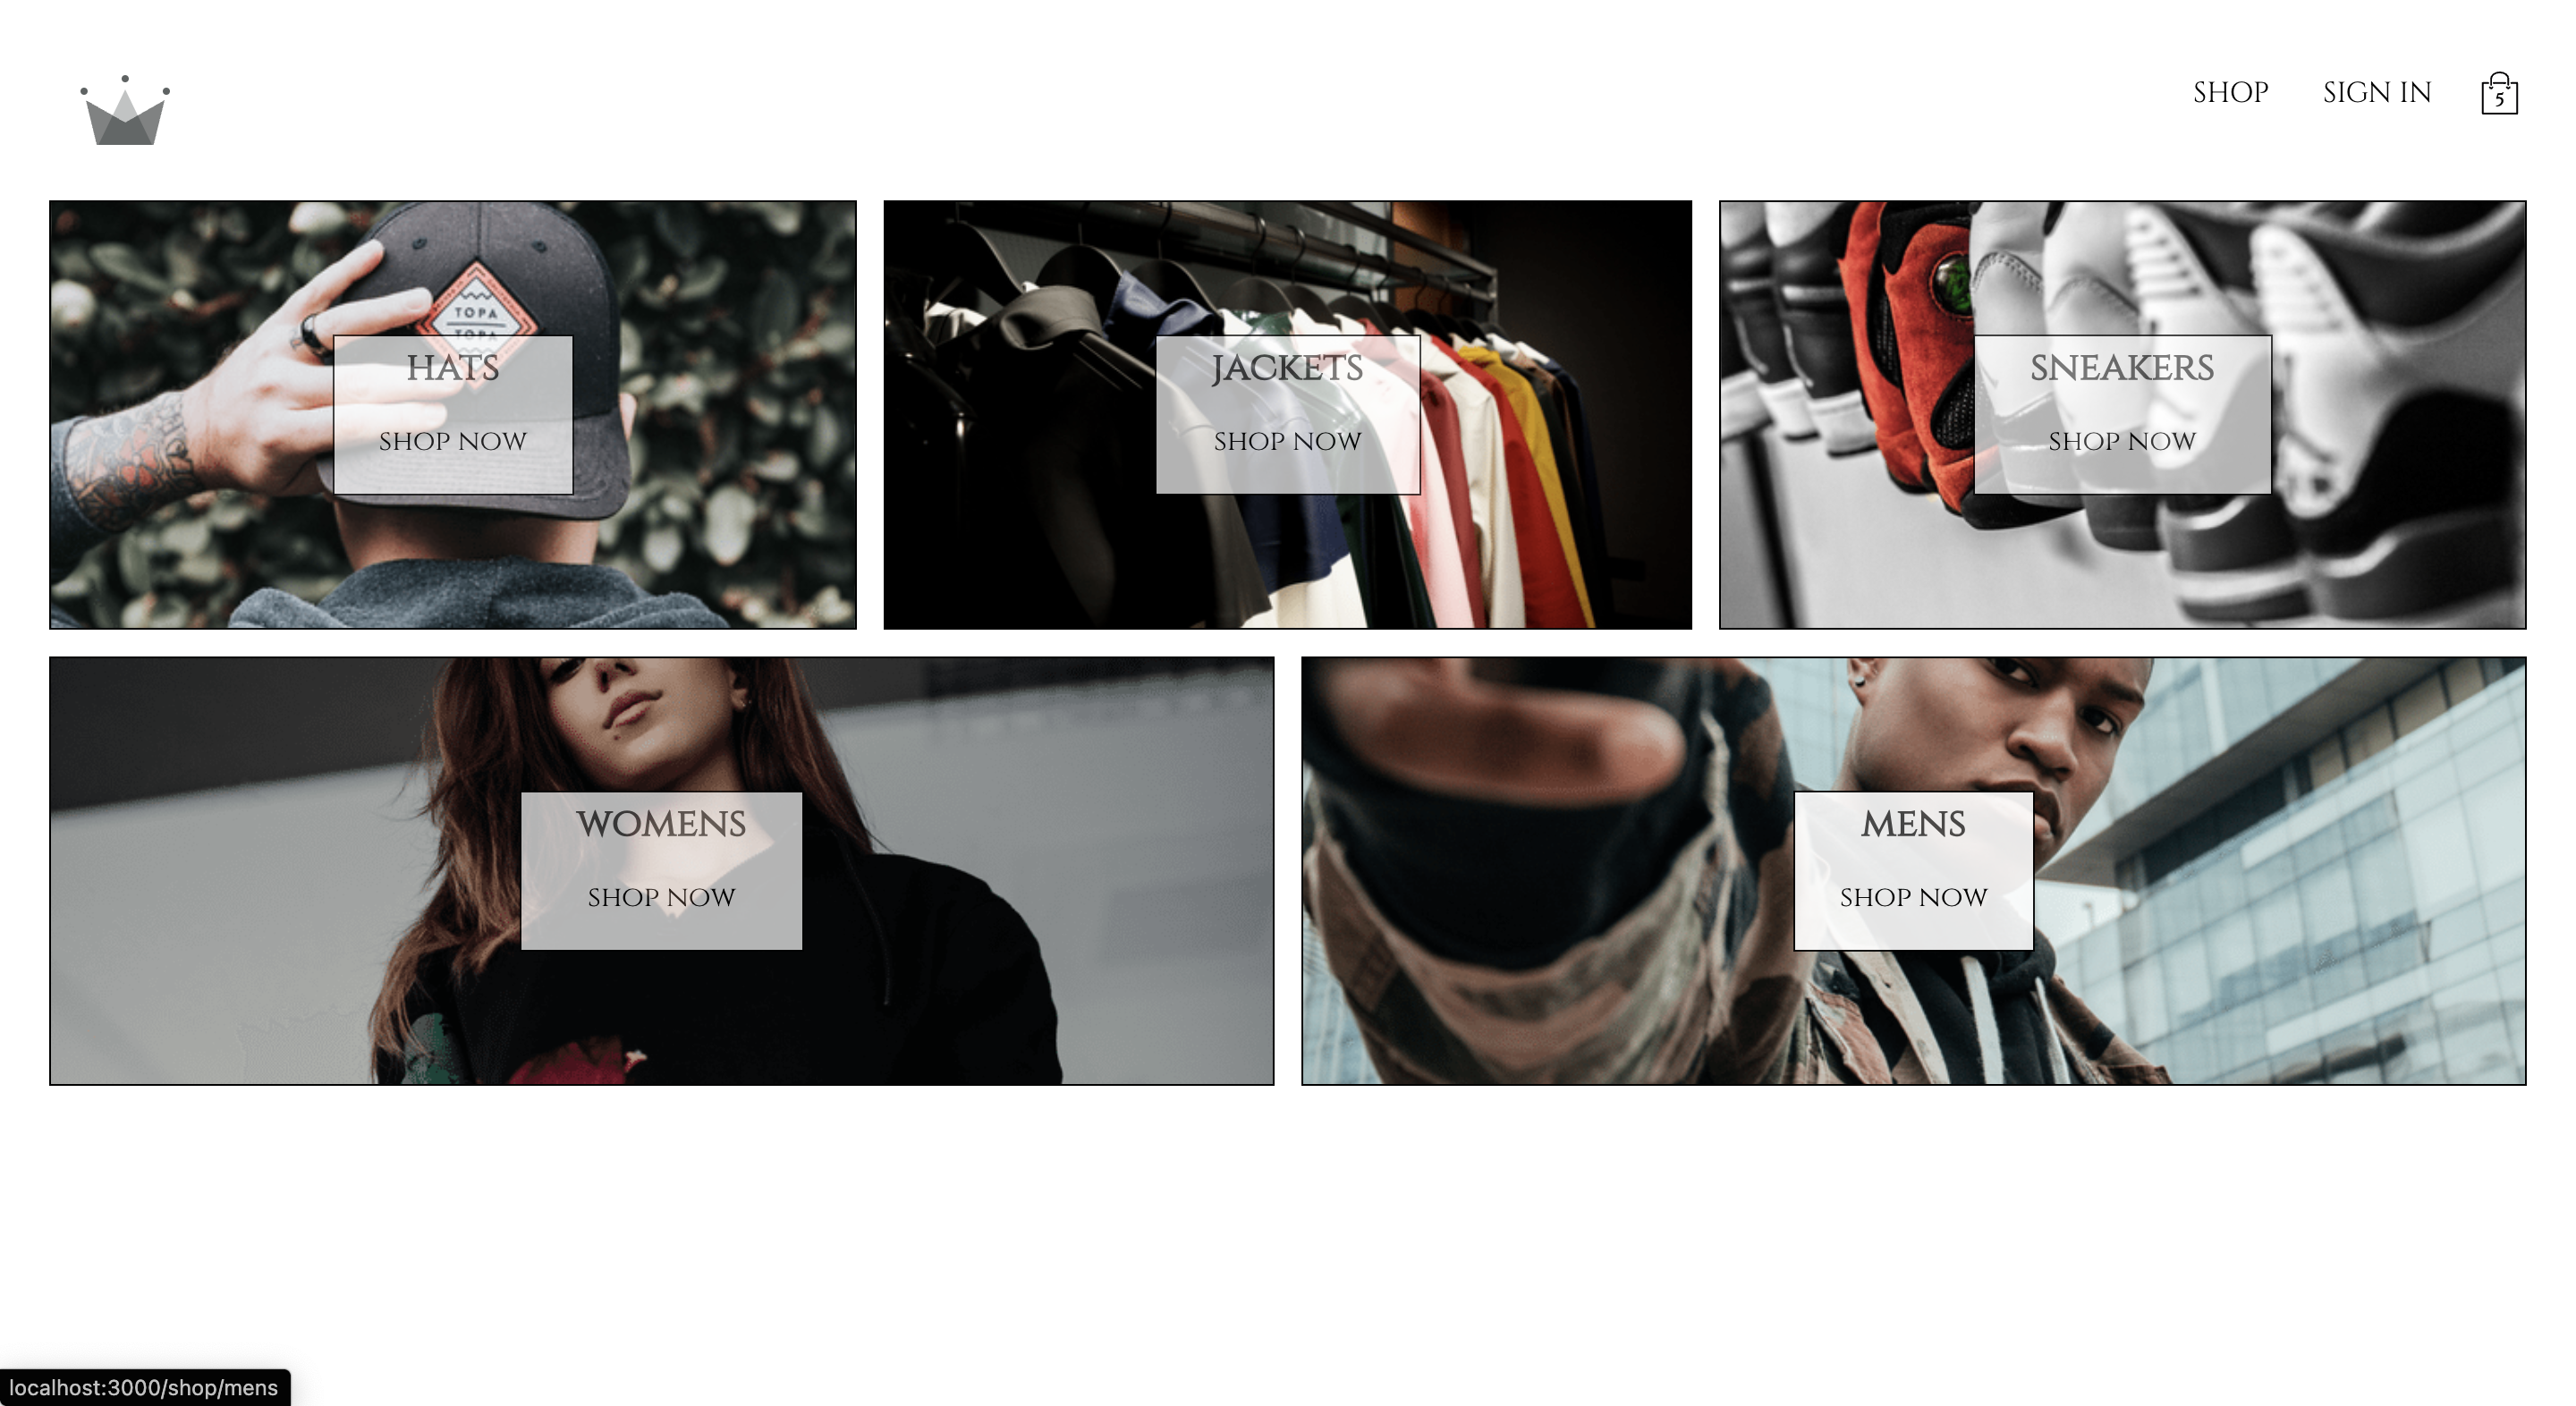 SHOP SIGN IN 5
TOPA
TOPA
HATS
SHOP NOW
JACKETS
SHOP NOW
SNEAKERS
SHOP NOW
WOMENS
SHOP NOW
MENS
SHOP NOW
localhost:3000/shop/mens